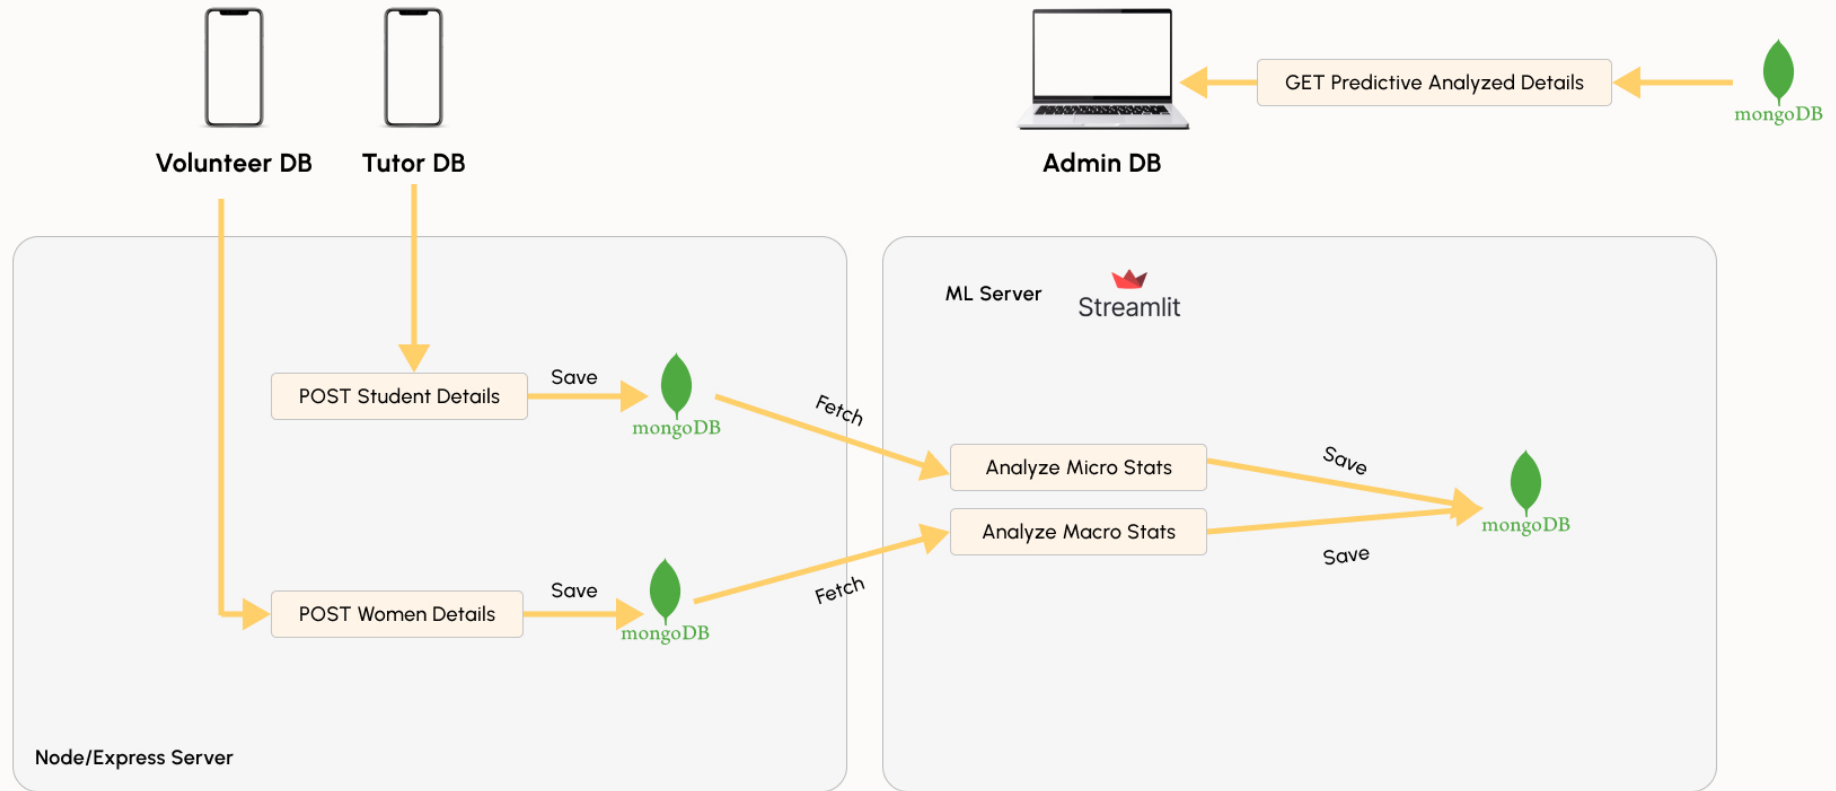 Volunteer DB
Tutor DB
Admin DB
GET Predictive Analyzed Details
mongoDB
ML Server
Streamlit
POST Student Details
Save
mongoDB
Fetch
Analyze Micro Stats
Save
Analyze Macro Stats
Save
mongoDB
POST Women Details
Save
mongoDB
Fetch
Node/Express Server